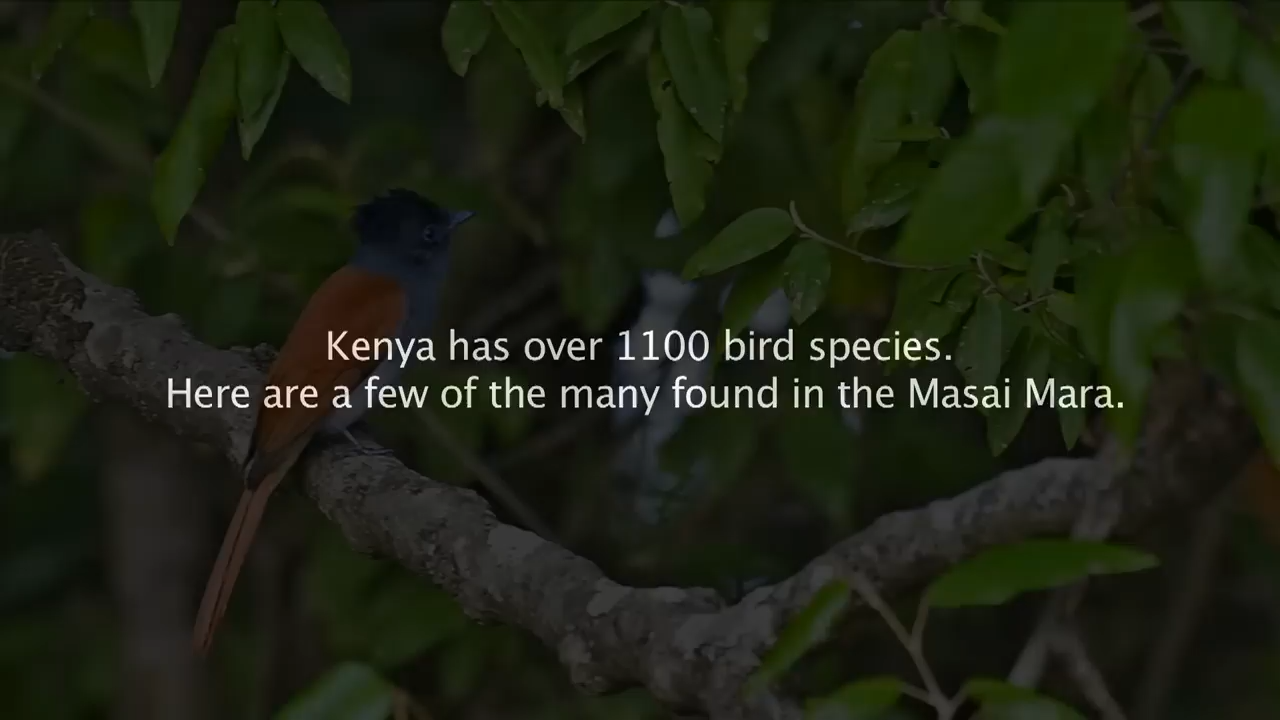 Kenya has over 1100 bird species.
Here are a few of the many found in the Masai Mara.